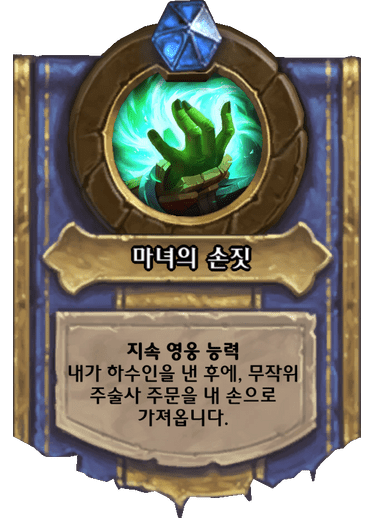 마녀의 손짓
지속 영웅 능력
내가 하수인을 낸 후에, 무작위
주술사 주문을 내 손으로
가져옵니다.